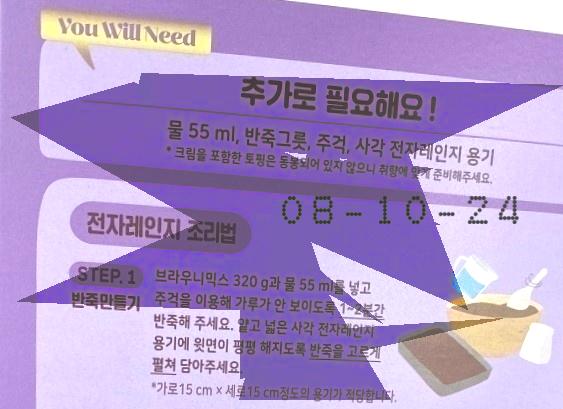 You Will Need
추가로 필요해요!
물 55 ml, 반죽그릇, 주걱, 사각 전자레인지 용기
* 크림을 포함한 토핑은 동봉되어 있지 않으니 취향에 맞게 준비해주세요.
08-10-24
전자레인지 조리법
STEP. 1
반죽만들기
브라우니믹스 320 g과 물 55 ml를 넣고
주걱을 이용해 가루가 안 보이도록 1~2분간
반죽해 주세요. 얇고 넓은 사각 전자레인지
용기에 윗면이 평평 해지도록 반죽을 고르게
펼쳐 담아주세요.
*가로15 cm × 세로15 cm정도의 용기가 적당합니다.